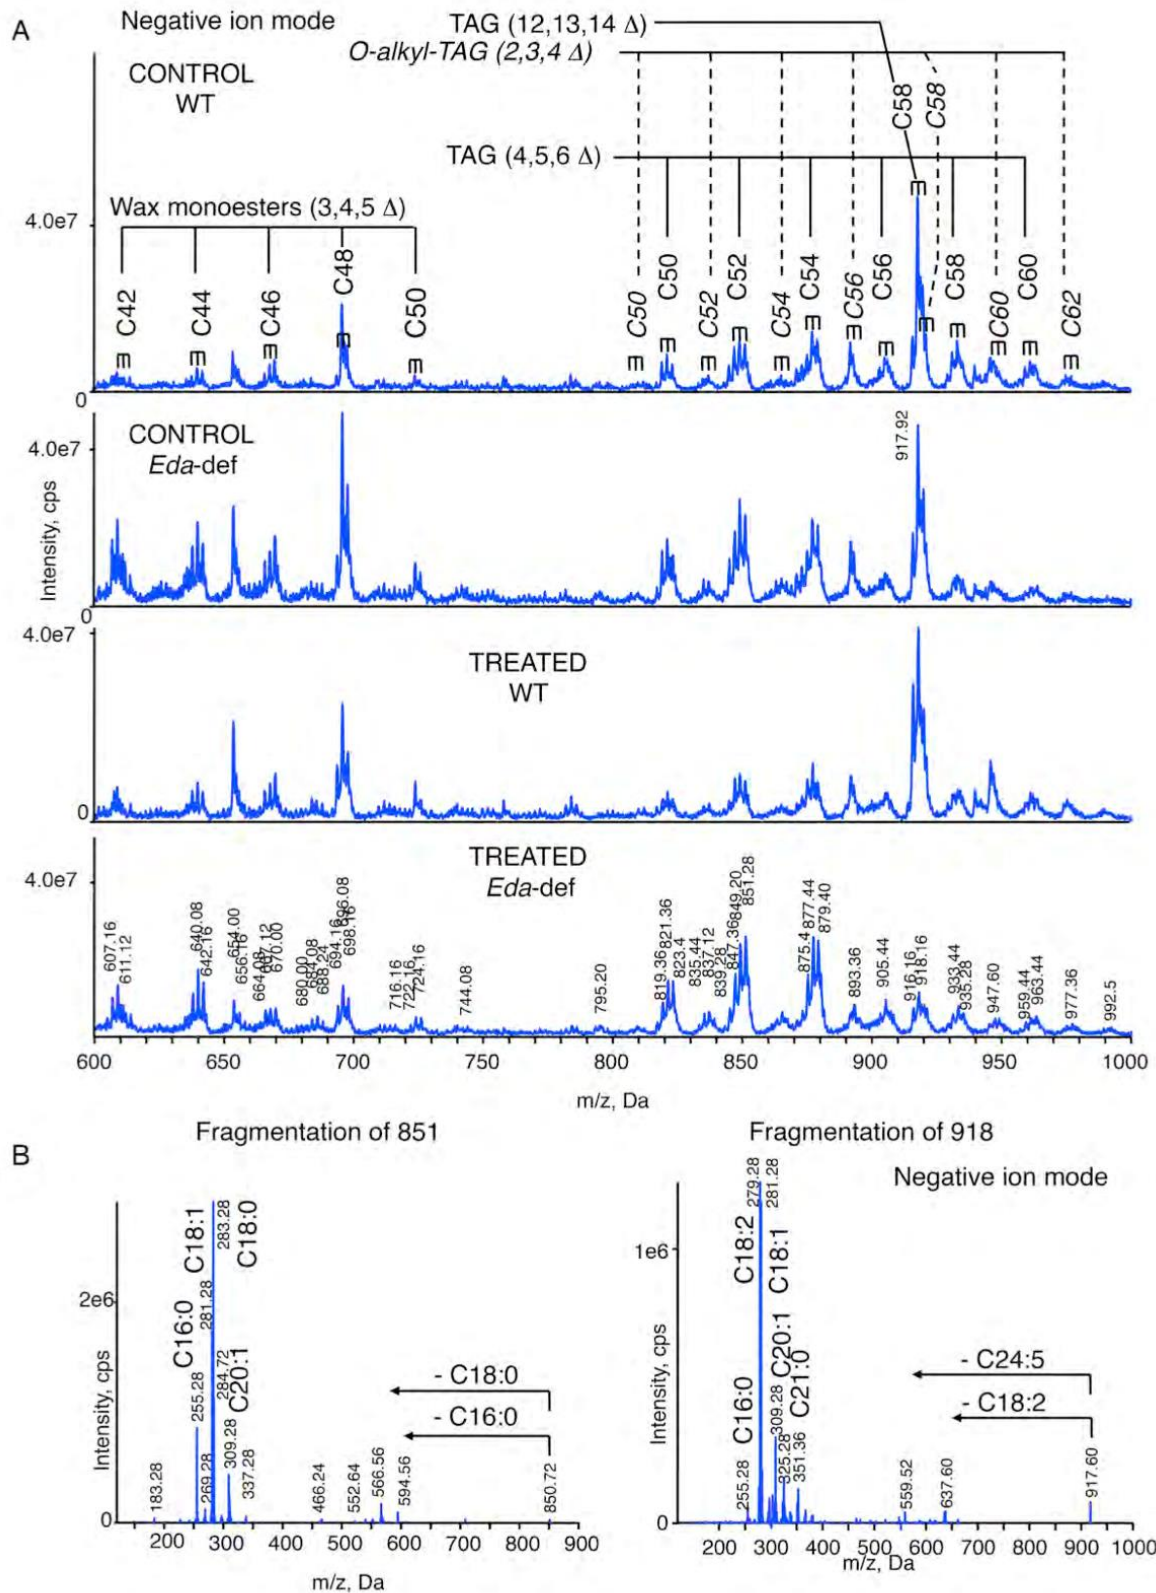 A
Negative ion mode
TAG (12,13,14 Δ)
O-alkyl-TAG (2,3,4 Δ)
CONTROL
WT
C58
C58
TAG (4,5,6 Δ)
Wax monoesters (3,4,5 Δ)
4.0e7
C42
C44
C46
C48
C50
C50
C50
C52
C52
C54
C54
C56
C56
C58
C60
C60
C62
0
CONTROL
Eda-def
4.0e7
917.92
Intensity, cps
0
4.0e7
TREATED
WT
0
TREATED
Eda-def
4.0e7
607.16
611.12
640.08
642.16
654.00
656.16
664.08
667.12
670.00
680.00
684.08
688.24
694.16
696.08
698.16
716.16
722.16
724.16
744.08
795.20
819.36
821.36
823.4
835.44
837.12
839.28
847.36
849.20
851.28
875.4
877.44
879.40
893.36
905.44
916.16
918.16
933.44
935.28
947.60
959.44
963.44
977.36
992.5
0
600 650 700 750 800 850 900 950 1000
m/z, Da
B
Fragmentation of 851
2e6
Intensity, cps
0
C16:0
C18:1
C18:0
C20:1
183.28
255.28
269.28
281.28
283.28
284.72
309.28
337.28
466.24
552.64
566.56
594.56
850.72
- C18:0
- C16:0
200 300 400 500 600 700 800 900
m/z, Da
Fragmentation of 918
Negative ion mode
1e6
Intensity, cps
0
C16:0
C18:2
C18:1
C20:1
C21:0
255.28
279.28
281.28
309.28
325.28
351.36
559.52
637.60
917.60
- C24:5
- C18:2
200 300 400 500 600 700 800 900 1000
m/z, Da